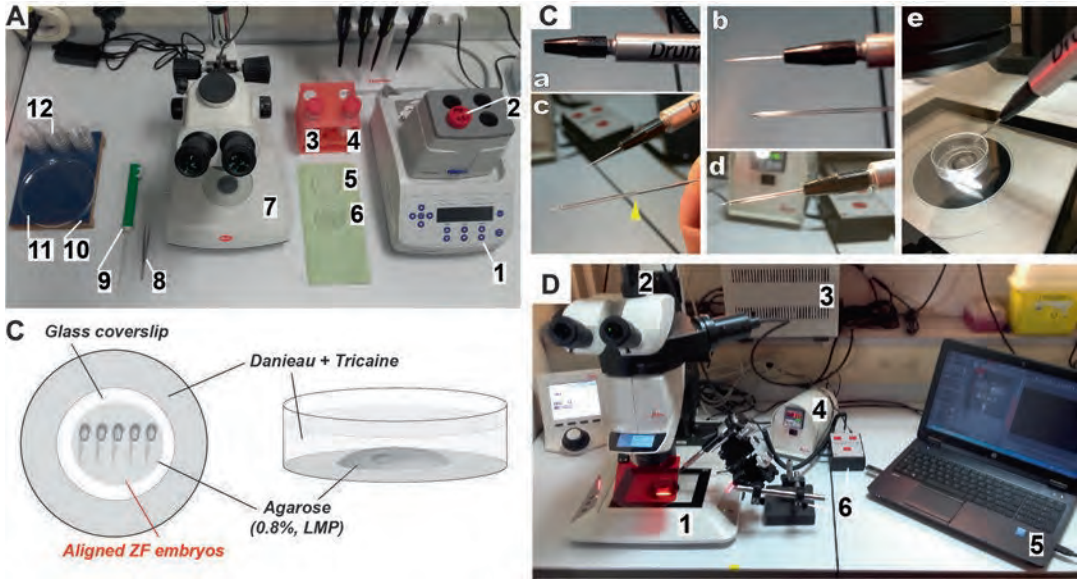 A
12
11
10
9
8
7
3
4
5
6
2
1
C
a
Drum
b
c
d
e
C
Glass coverslip
Danieau + Tricaine
Agarose
(0.8%, LMP)
Aligned ZF embryos
D
2
3
4
1
6
5